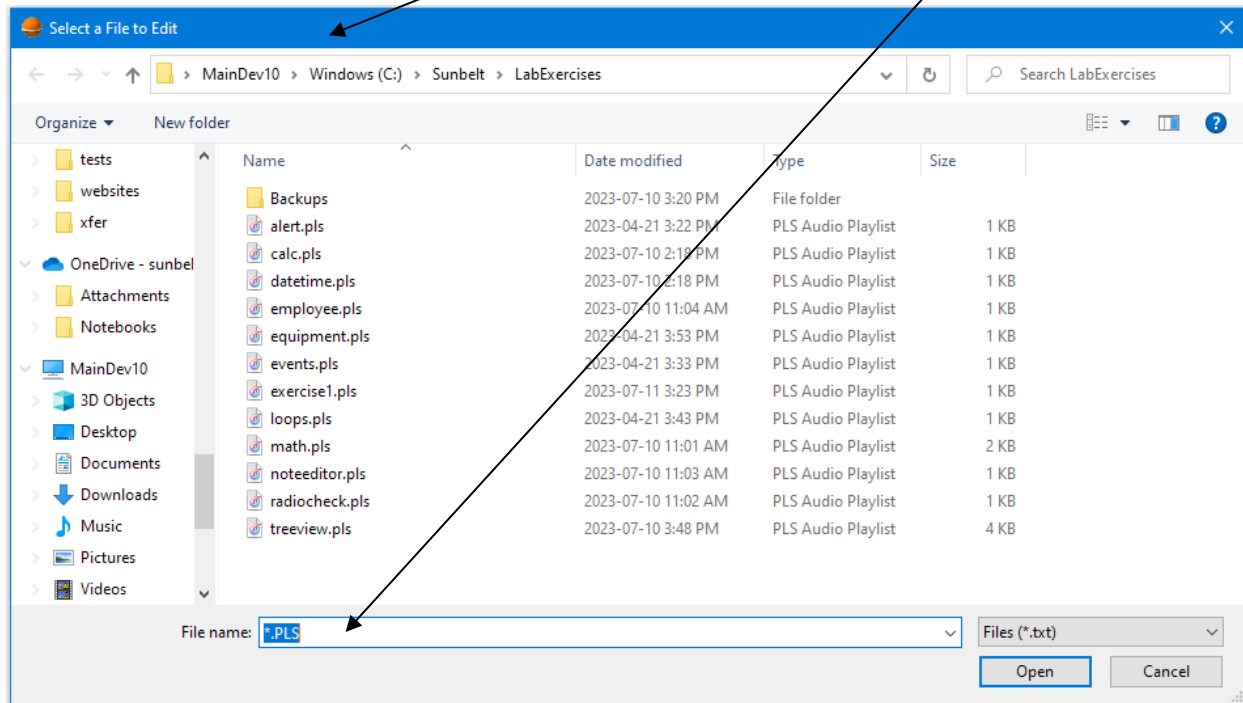 Select a File to Edit
MainDev10 › Windows (C:) › Sunbelt › LabExercises
Search LabExercises
Organize New folder
Name Date modified Type Size
tests
websites
xfer
OneDrive - sunbel
Attachments
Notebooks
MainDev10
3D Objects
Desktop
Documents
Downloads
Music
Pictures
Videos
Backups 2023-07-10 3:20 PM File folder
alert.pls 2023-04-21 3:22 PM PLS Audio Playlist 1 KB
calc.pls 2023-07-10 2:18 PM PLS Audio Playlist 1 KB
datetime.pls 2023-07-10 2:18 PM PLS Audio Playlist 1 KB
employee.pls 2023-07-10 11:04 AM PLS Audio Playlist 1 KB
equipment.pls 2023-04-21 3:53 PM PLS Audio Playlist 1 KB
events.pls 2023-04-21 3:33 PM PLS Audio Playlist 1 KB
exercise1.pls 2023-07-11 3:23 PM PLS Audio Playlist 1 KB
loops.pls 2023-04-21 3:43 PM PLS Audio Playlist 1 KB
math.pls 2023-07-10 11:01 AM PLS Audio Playlist 2 KB
noteeditor.pls 2023-07-10 11:03 AM PLS Audio Playlist 1 KB
radiocheck.pls 2023-07-10 11:02 AM PLS Audio Playlist 1 KB
treeview.pls 2023-07-10 3:48 PM PLS Audio Playlist 4 KB
File name: *.PLS Files (*.txt)
Open Cancel